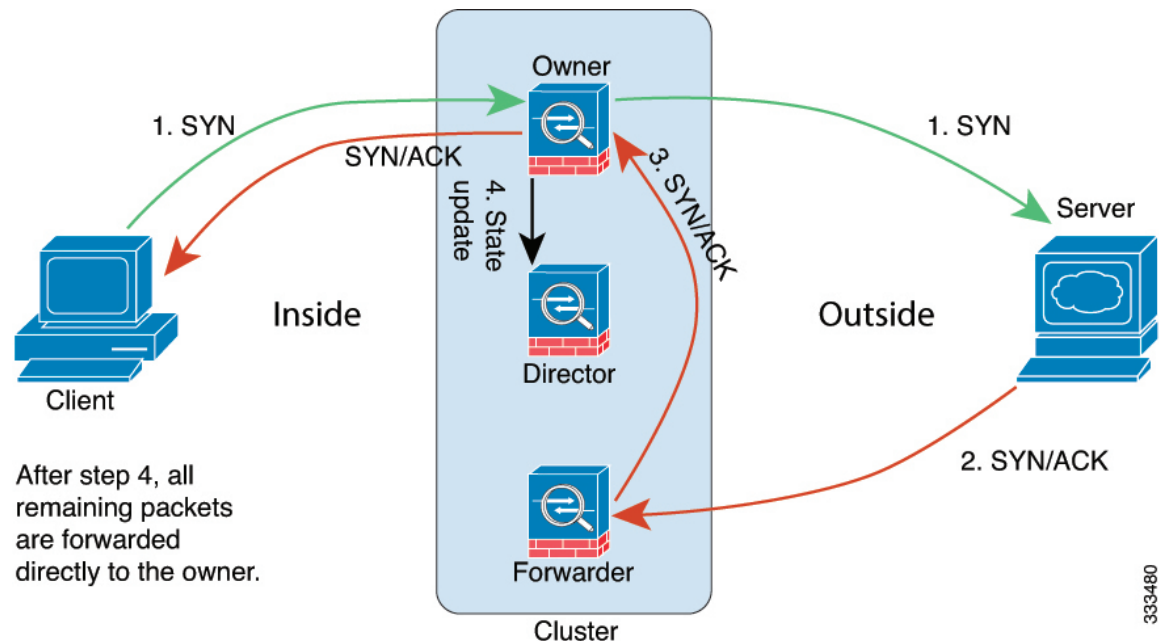 Owner
1. SYN
1. SYN
SYN/ACK
3. SYN/ACK
4. State
update
Server
Inside
Outside
Director
Client
2. SYN/ACK
After step 4, all
remaining packets
are forwarded
directly to the owner.
Forwarder
Cluster
333480